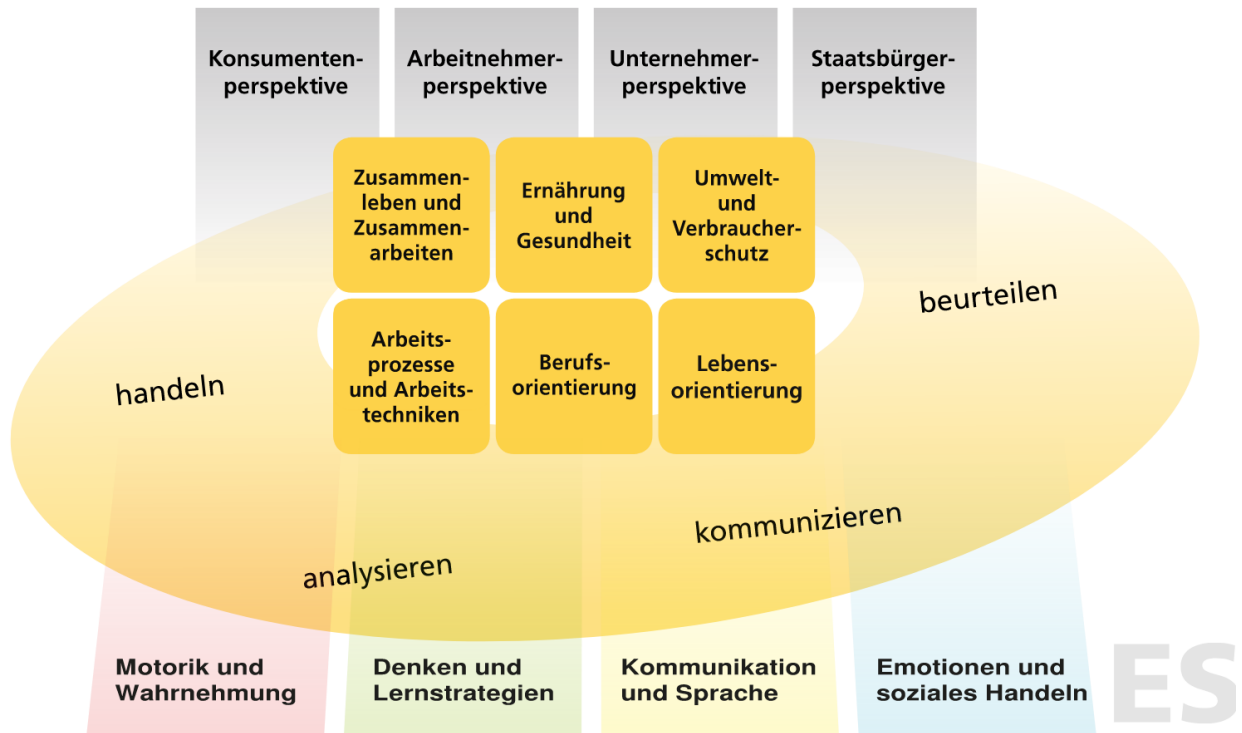 Konsumenten-
perspektive
Arbeitnehmer-
perspektive
Unternehmer-
perspektive
Staatsbürger-
perspektive
Zusammen-
leben und
Zusammen-
arbeiten
Ernährung
und
Gesundheit
Umwelt-
und
Verbraucher-
schutz
Arbeits-
prozesse
und Arbeits-
techniken
Berufs-
orientierung
Lebens-
orientierung
handeln
analysieren
kommunizieren
beurteilen
Motorik und
Wahrnehmung
Denken und
Lernstrategien
Kommunikation
und Sprache
Emotionen und
soziales Handeln
ES